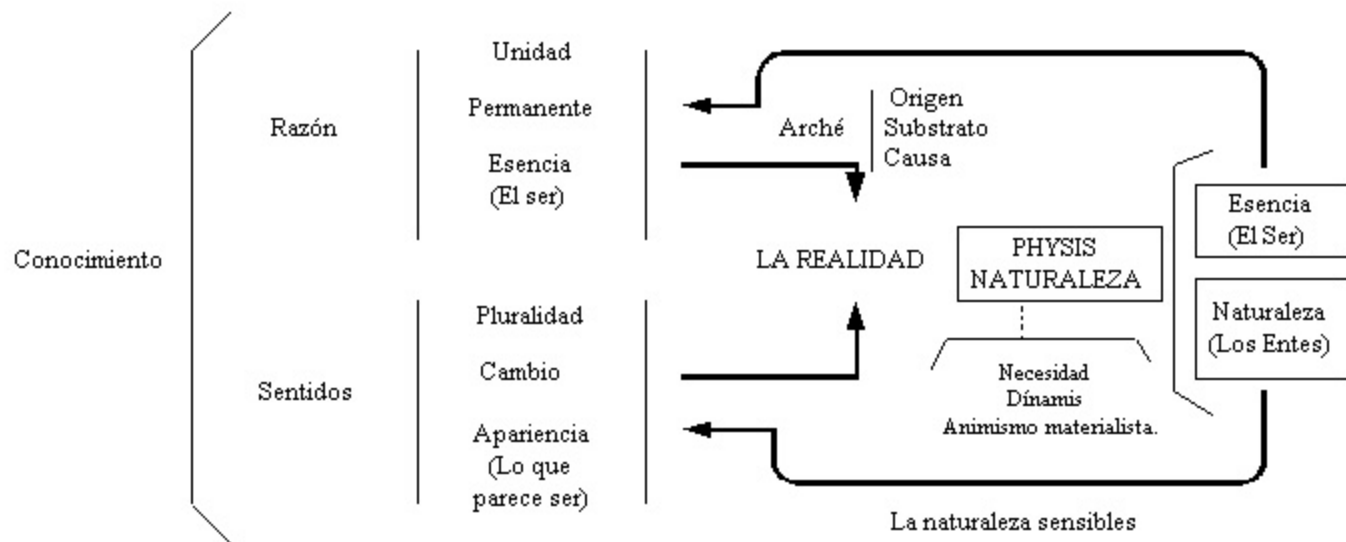 Conocimiento
Razón
Unidad
Permanente
Esencia
(El ser)
Sentidos
Pluralidad
Cambio
Apariencia
(Lo que
parece ser)
Arché
Origen
Substrato
Causa
LA REALIDAD
PHYSIS
NATURALEZA
Necesidad
Dínamis
Animismo materialista.
Esencia
(El Ser)
Naturaleza
(Los Entes)
La naturaleza sensibles